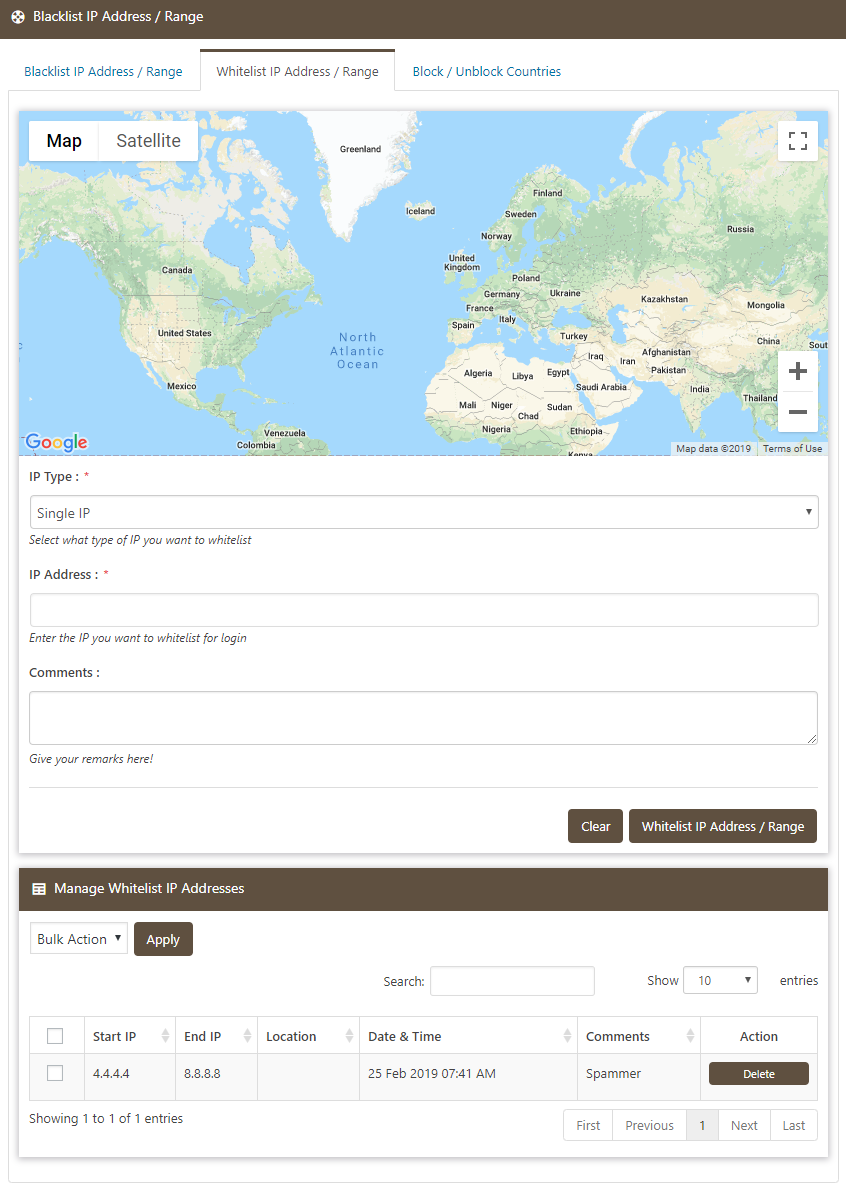 Blacklist IP Address / Range
Blacklist IP Address / Range
Whitelist IP Address / Range
Block / Unblock Countries
Map
Satellite
Greenland
Iceland
Finland
Sweden
Norway
Russia
United
Kingdom
Canada
Poland
Germany
Ukraine
Kazakhstan
Mongolia
France
Italy
Spain
United States
North
Atlantic
Ocean
Turkey
China
Sout
Iraq
Iran
Afghanistan
Pakistan
Algeria
Libya
Egypt
Saudi Arabia
Mexico
India
Thailand
Mali
Niger
Chad
Sudan
Nigeria
Ethiopia
Venezuela
Colombia
Kenya
Google
Map data ©2019
Terms of Use
IP Type : *
Single IP
Select what type of IP you want to whitelist
IP Address : *
Enter the IP you want to whitelist for login
Comments :
Give your remarks here!
Clear
Whitelist IP Address / Range
Manage Whitelist IP Addresses
Bulk Action
Apply
Search:
Show 10 entries
Start IP
End IP
Location
Date & Time
Comments
Action
4.4.4.4
8.8.8.8
25 Feb 2019 07:41 AM
Spammer
Delete
Showing 1 to 1 of 1 entries
First
Previous
1
Next
Last